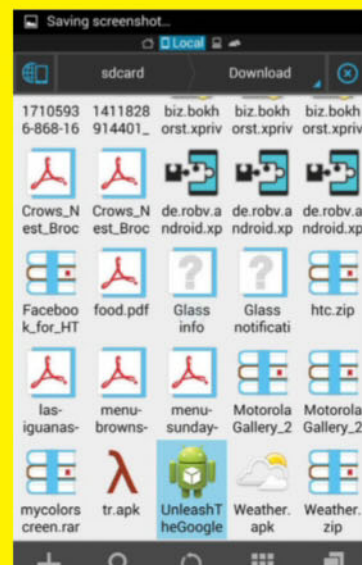 Saving screenshot...
Local
sdcard
Download
1710593
6-868-16
1411828
914401_
biz.bokh
orst.xpriv
biz.bokh
orst.xpriv
biz.bokh
orst.xpriv
Crows_N
est_Broc
Crows_N
est_Broc
de.robv.a
ndroid.xp
de.robv.a
ndroid.xp
de.robv.a
ndroid.xp
Faceboo
k_for_HT
food.pdf
Glass
info
Glass
notificati
htc.zip
las-
iguanas-
menu-
browns-
menu-
sunday-
Motorola
Gallery_2
Motorola
Gallery_2
mycolors
creen.rar
tr.apk
UnleashT
heGoogle
Weather.
apk
Weather.
zip